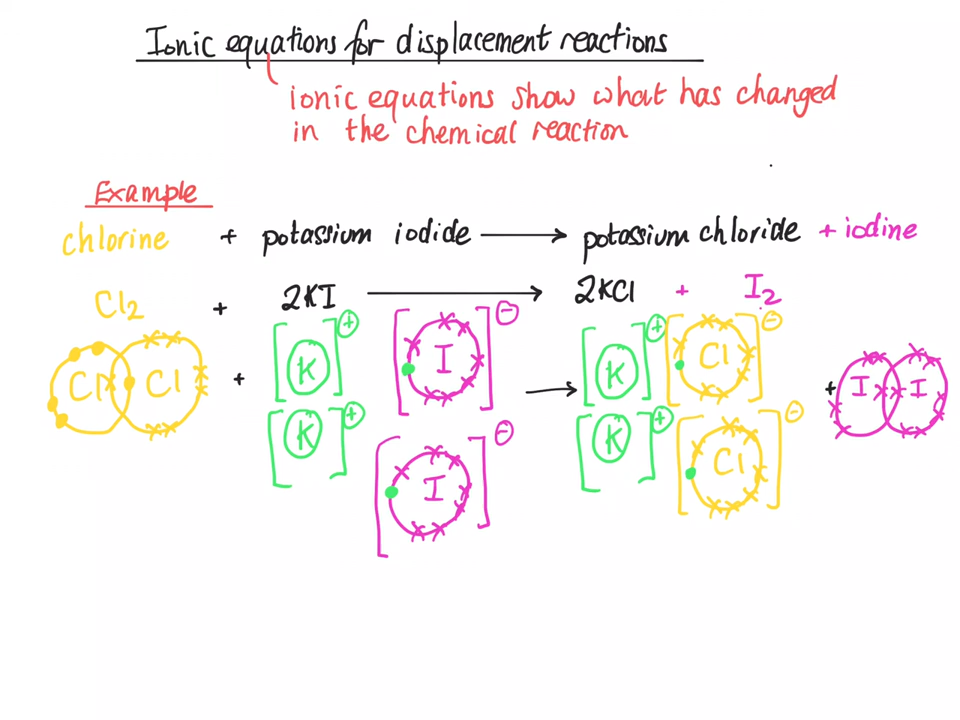 Ionic equations for displacement reactions
ionic equations show what has changed
in the chemical reaction
Example
chlorine + potassium iodide → potassium chloride + iodine
Cl2 + 2KI → 2KCl + I2
Cl Cl + [K]+ [I]- → [K]+ [Cl]- + I I
[K]+ [I]- [K]+ [Cl]-